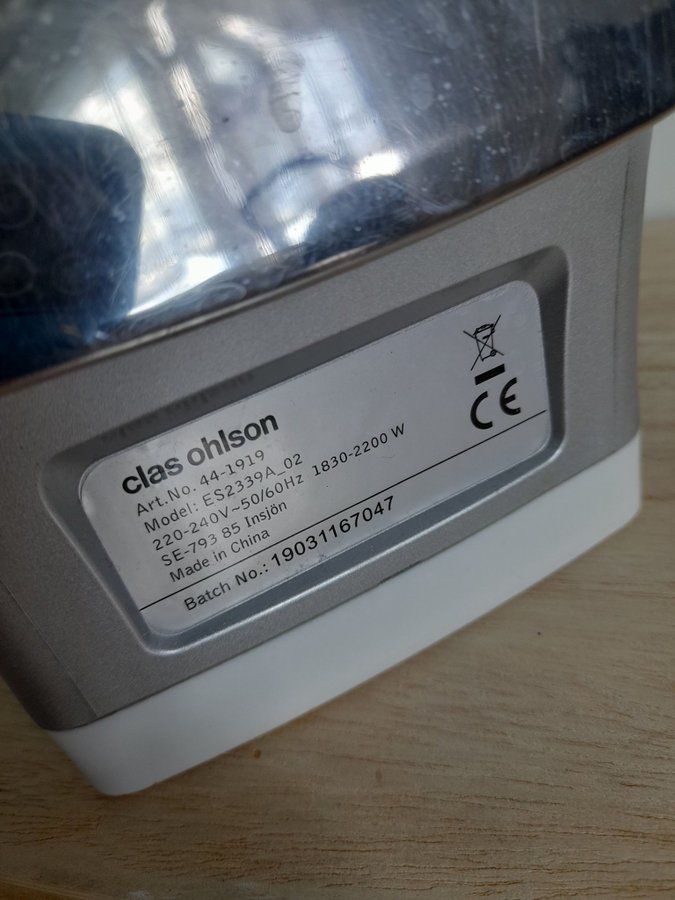 clas ohlson
Art.No. 44-1919
Model: ES2339A_02
220-240V~50/60Hz 1830-2200 W
SE-793 85 Insjön
Made in China
CE
Batch No.: 19031167047